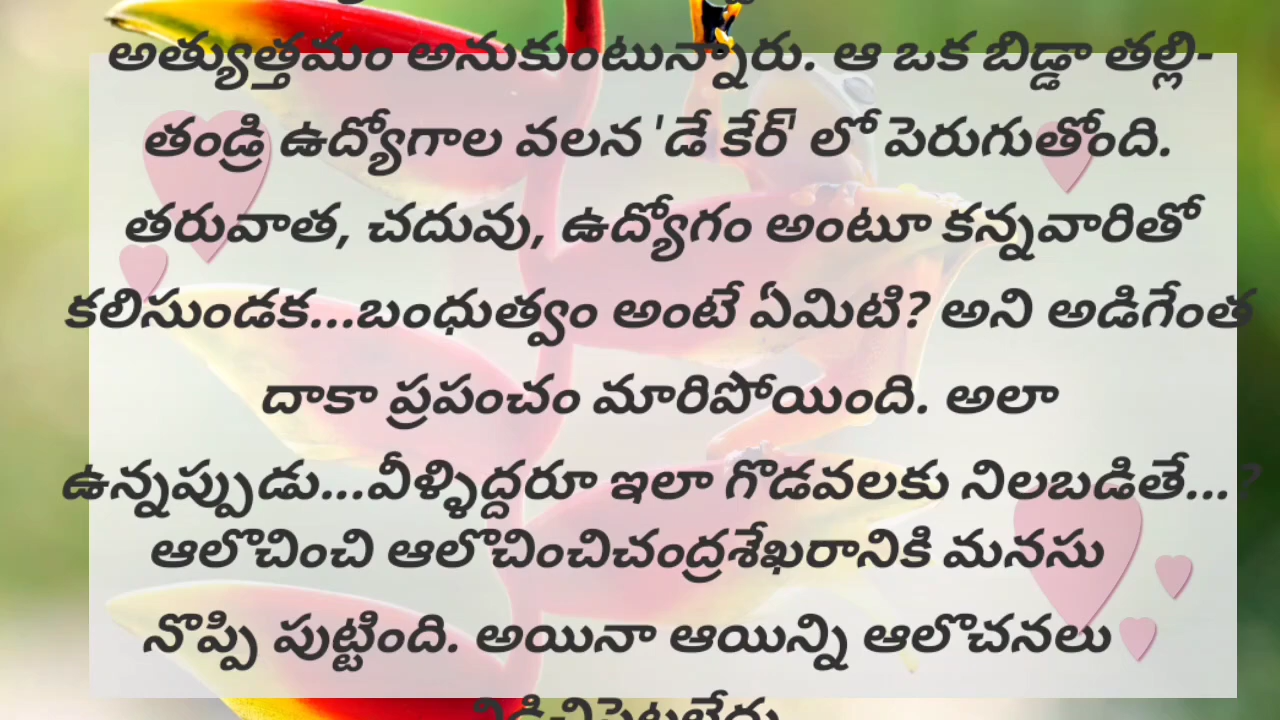 అత్యుత్తమం అనుకుంటున్నారు. ఆ ఒక బిడ్డా తల్లి-
తండ్రి ఉద్యోగాల వలన 'డే కేర్' లో పెరుగుతోంది.
తరువాత, చదువు, ఉద్యోగం అంటూ కన్నవారితో
కలిసుండక...బంధుత్వం అంటే ఏమిటి? అని అడిగేంత
దాకా ప్రపంచం మారిపోయింది. అలా
ఉన్నప్పుడు...వీళ్ళిద్దరూ ఇలా గొడవలకు నిలబడితే...?
ఆలొచించి ఆలొచించిచంద్రశేఖరానికి మనసు
నొప్పి పుట్టింది. అయినా ఆయిన్ని ఆలొచనలు